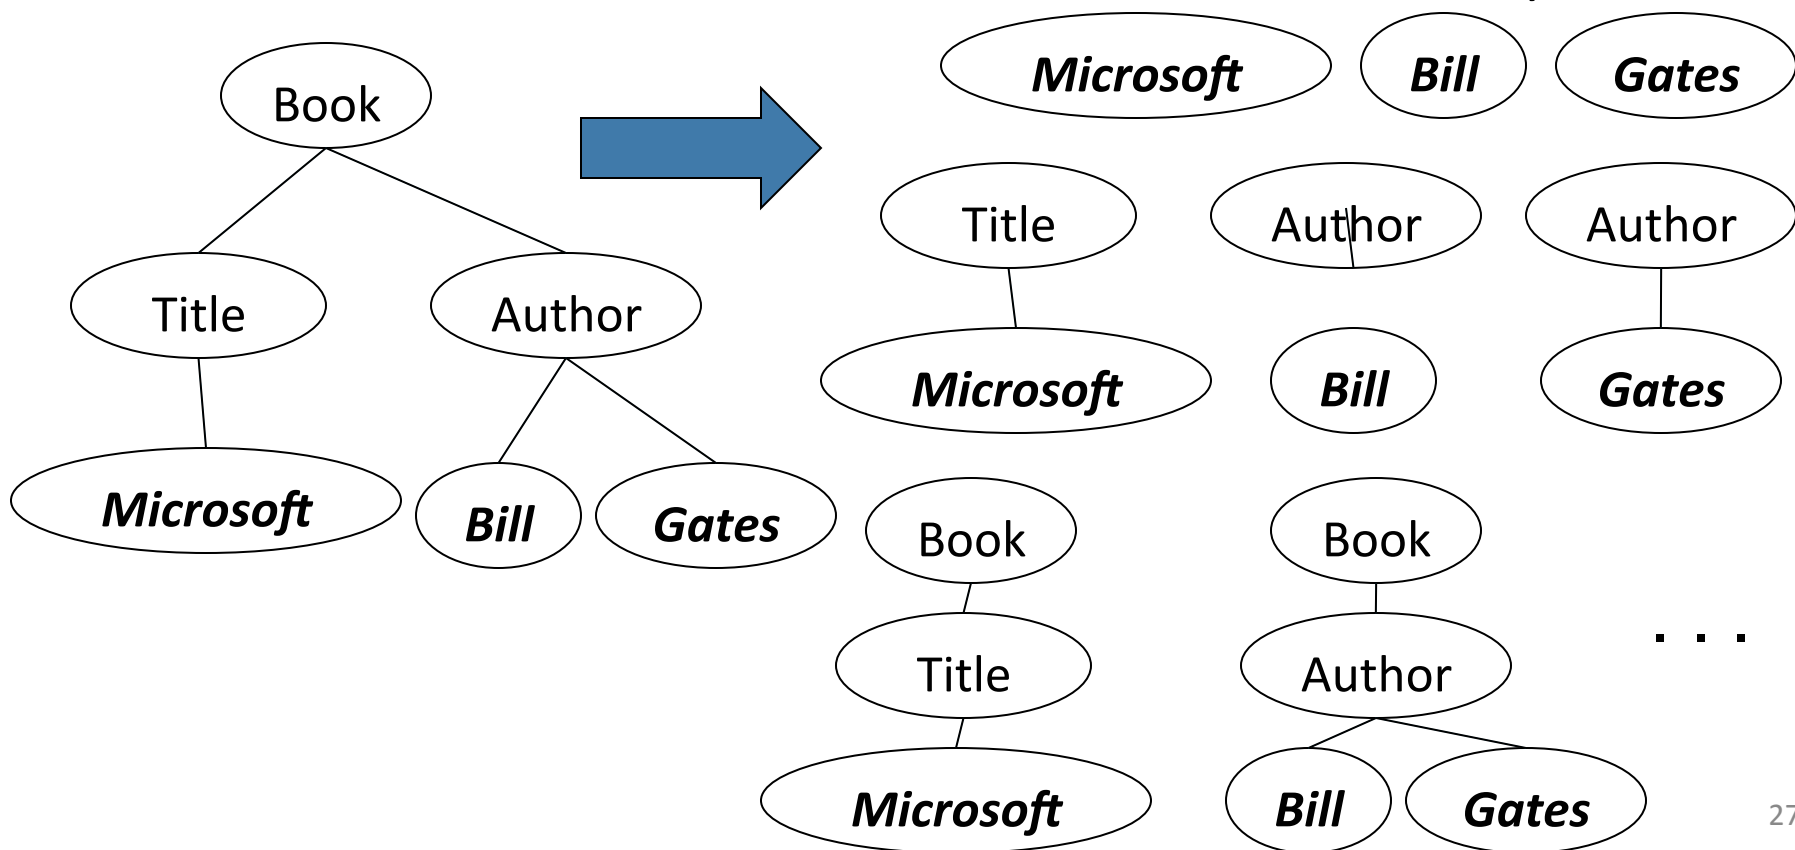 Book
Title
Author
Microsoft
Bill
Gates
Microsoft
Bill
Gates
Title
Author
Author
Microsoft
Bill
Gates
Book
Book
Title
Author
. . .
Microsoft
Bill
Gates
27